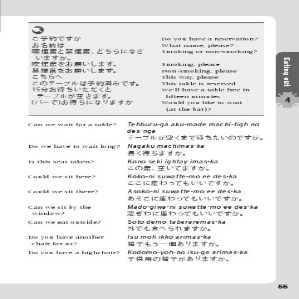 ご予約ですか Do you have a reservation?
お名前は What name, please?
喫煙席と禁煙席、どちらになさ Smoking or non-smoking?
いますか。
喫煙席をお願いします。 Smoking, please
禁煙席をお願いします。 Non-smoking, please
こちらへ This way, please
このテーブルは予約済みです。 This table is reserved
15分お待ちいただくと We'll have a table free in
テーブルが空きます。 fifteen minutes
(バーで)お待ちになりますか Would you like to wait
(at the bar)?
Eating out
4
Can we wait for a table? Tehburu-ga aku-made machi-tigh no
des nga
テーブルが空くまで待ちたいのですが。
Do we have to wait long? Nagaku machimas-ka
長く待ちますか。
Is this seat taken? Kono seki ightay imas-ka
この席、空いてますか。
Could we sit here? Koko-ni suwatte-mo ee des-ka
ここに座ってもいいですか。
Could we sit there? Asoko-ni suwatte-mo ee des-ka
あそこに座ってもいいですか。
Can we sit by the Mado-giwa-ni suwatte-mo ee des-ka
window? 窓ぎわに座ってもいいですか。
Can we eat outside? Soto demo taberaremas-ka
外でも食べられますか。
Do you have another Isu moh ikko arimas-ka
chair for us? 椅子もう一個ありますか。
Do you have a highchair? Kodomo-yoh-no isu-ga arimas-ka
子供用の椅子がありますか。